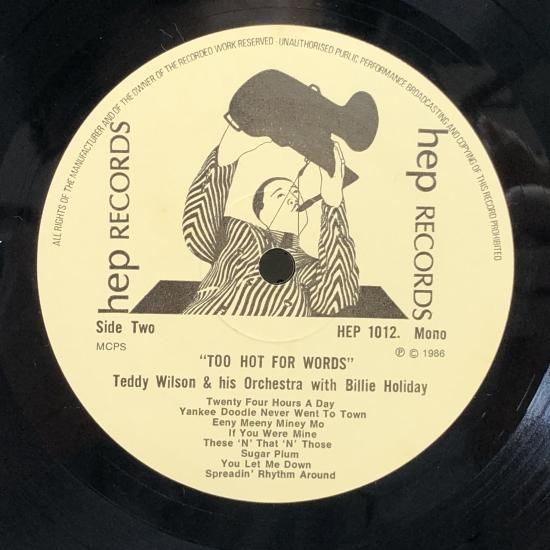 ALL RIGHTS OF THE MANUFACTURER AND OF THE OWNER OF THE RECORDED WORK RESERVED · UNAUTHORISED PUBLIC PERFORMANCE BROADCASTING AND COPYING OF THIS RECORD PROHIBITED
hep RECORDS
hep RECORDS
Side Two
HEP 1012. Mono
MCPS
℗ © 1986
"TOO HOT FOR WORDS"
Teddy Wilson & his Orchestra with Billie Holiday
Twenty Four Hours A Day
Yankee Doodle Never Went To Town
Eeny Meeny Miney Mo
If You Were Mine
These 'N' That 'N' Those
Sugar Plum
You Let Me Down
Spreadin' Rhythm Around